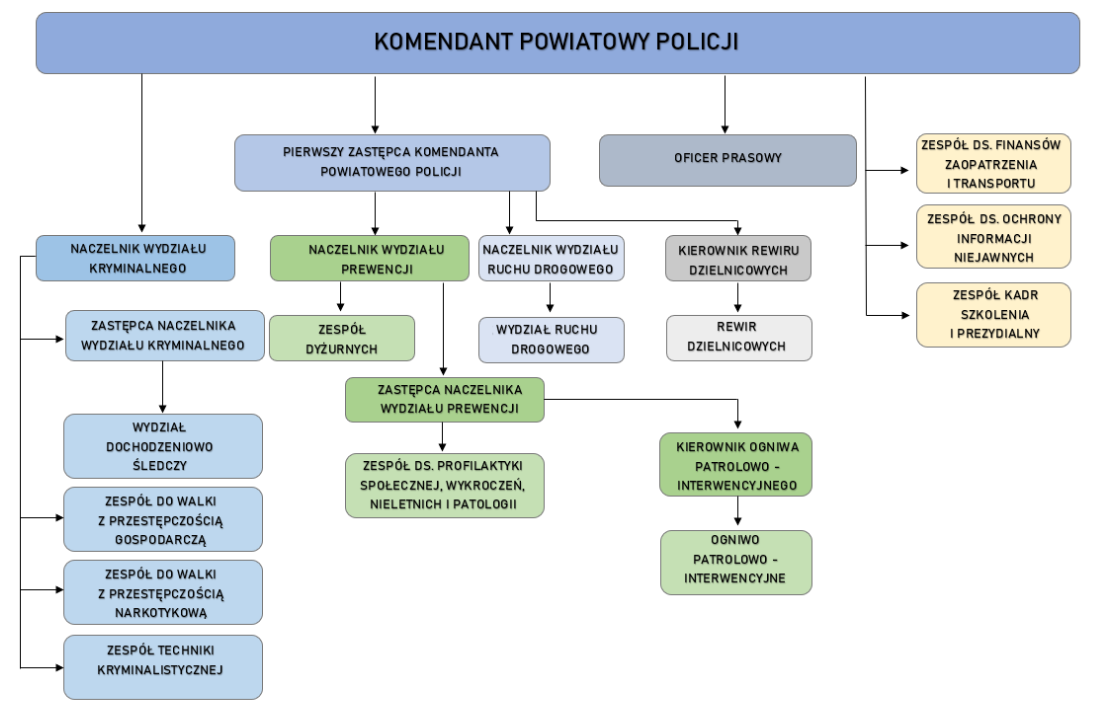 KOMENDANT POWIATOWY POLICJI
PIERWSZY ZASTĘPCA KOMENDANTA
POWIATOWEGO POLICJI
OFICER PRASOWY
ZESPÓŁ DS. FINANSÓW
ZAOPATRZENIA
I TRANSPORTU
ZESPÓŁ DS. OCHRONY
INFORMACJI
NIEJAWNYCH
ZESPÓŁ KADR
SZKOLENIA
I PREZYDIALNY
NACZELNIK WYDZIAŁU
KRYMINALNEGO
NACZELNIK WYDZIAŁU
PREWENCJI
NACZELNIK WYDZIAŁU
RUCHU DROGOWEGO
KIEROWNIK REWIRU
DZIELNICOWYCH
ZASTĘPCA NACZELNIKA
WYDZIAŁU KRYMINALNEGO
ZESPÓŁ
DYŻURNYCH
WYDZIAŁ RUCHU
DROGOWEGO
REWIR
DZIELNICOWYCH
ZASTĘPCA NACZELNIKA
WYDZIAŁU PREWENCJI
WYDZIAŁ
DOCHODZENIOWO
ŚLEDCZY
ZESPÓŁ DS. PROFILAKTYKI
SPOŁECZNEJ, WYKROCZEŃ,
NIELETNICH I PATOLOGII
KIEROWNIK OGNIWA
PATROLOWO -
INTERWENCYJNEGO
ZESPÓŁ DO WALKI
Z PRZESTĘPCZOŚCIĄ
GOSPODARCZĄ
OGNIWO
PATROLOWO -
INTERWENCYJNE
ZESPÓŁ DO WALKI
Z PRZESTĘPCZOŚCIĄ
NARKOTYKOWĄ
ZESPÓŁ TECHNIKI
KRYMINALISTYCZNEJ